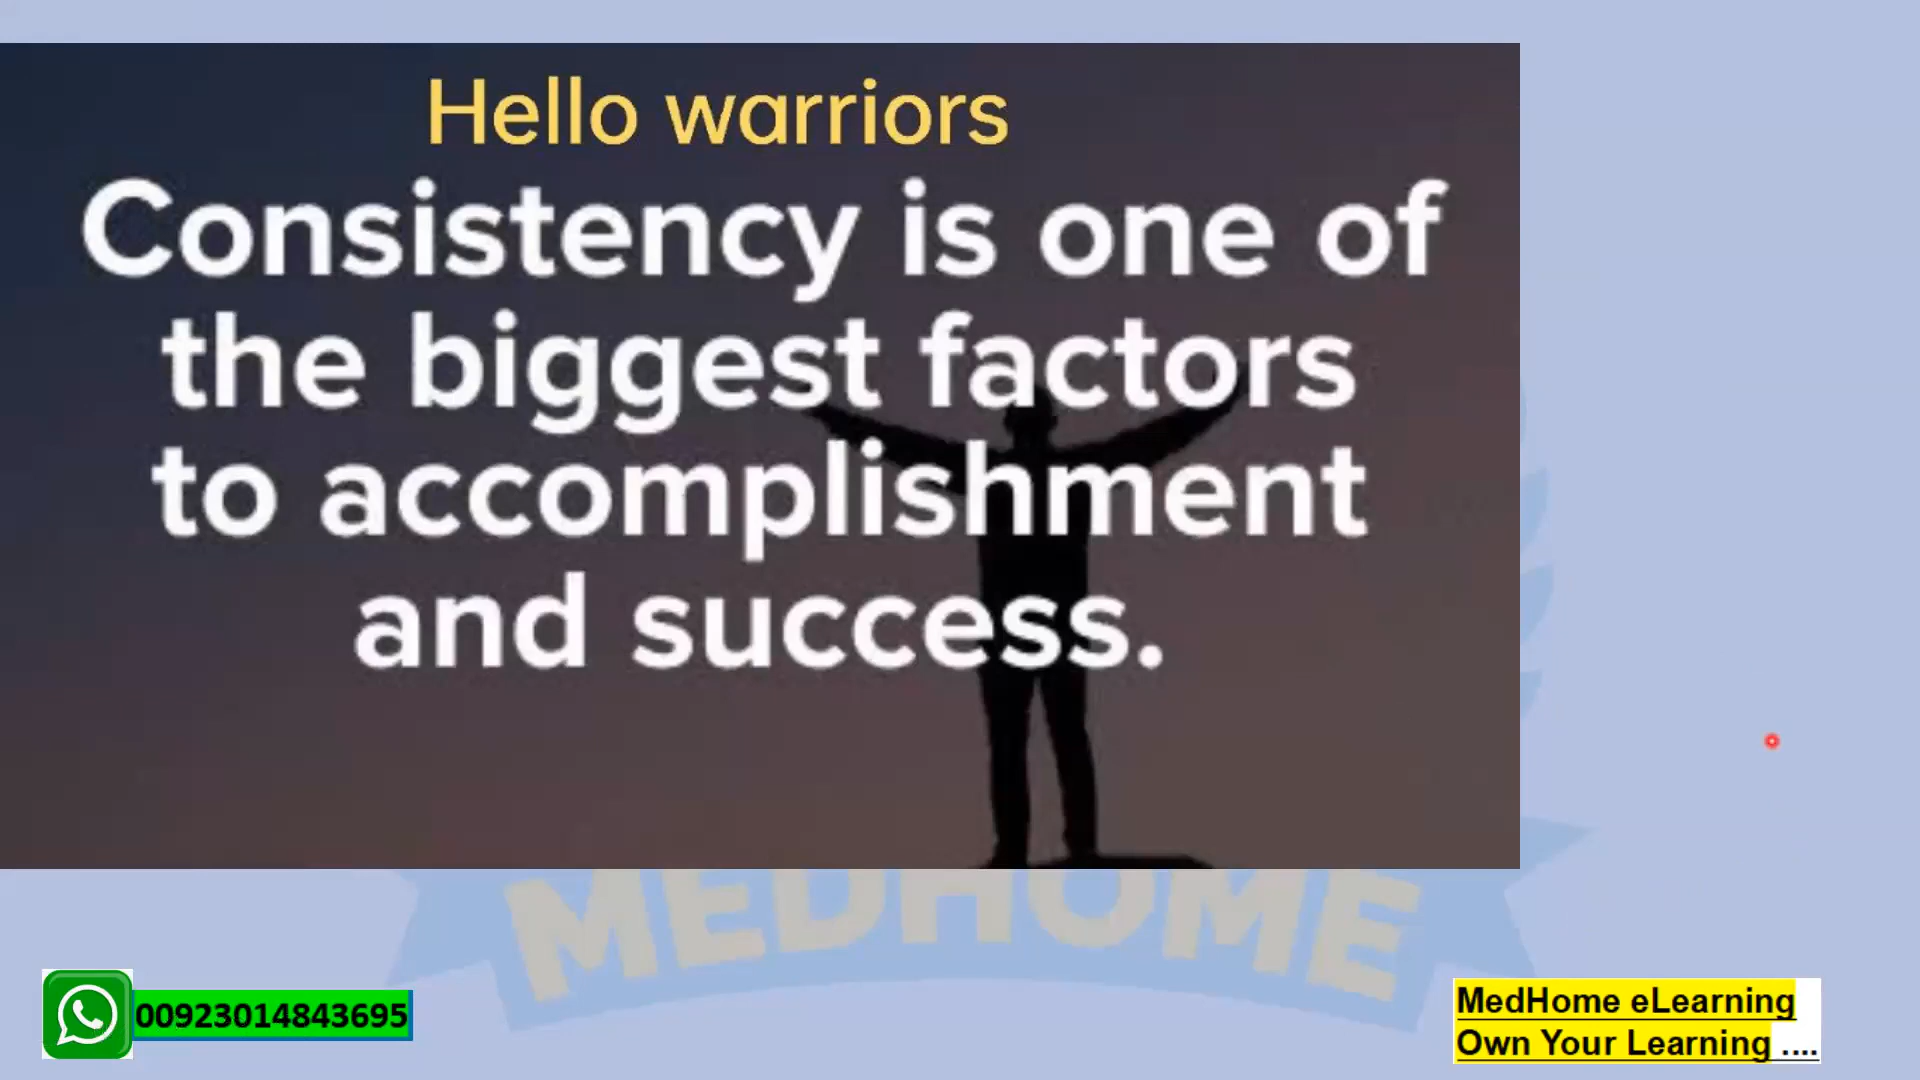 Hello warriors
Consistency is one of
the biggest factors
to accomplishment
and success.
MEDHOME
00923014843695
MedHome eLearning
Own Your Learning ....